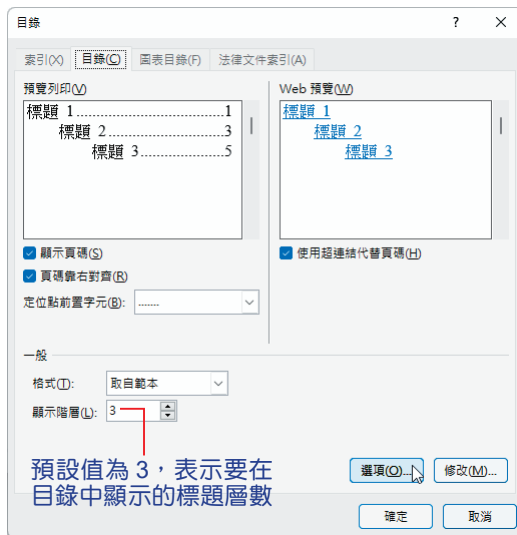 目錄 ? ×
索引(X) 目錄(C) 圖表目錄(F) 法律文件索引(A)
預覽列印(V)
標題 1..............................1
標題 2........................3
標題 3.................5
Web 預覽(W)
標題 1
標題 2
標題 3
顯示頁碼(S)
頁碼靠右對齊(R)
定位點前置字元(B): .......
使用超連結代替頁碼(H)
一般
格式(T): 取自範本
顯示階層(L): 3
預設值為 3，表示要在
目錄中顯示的標題層數
選項(O)... 修改(M)...
確定 取消